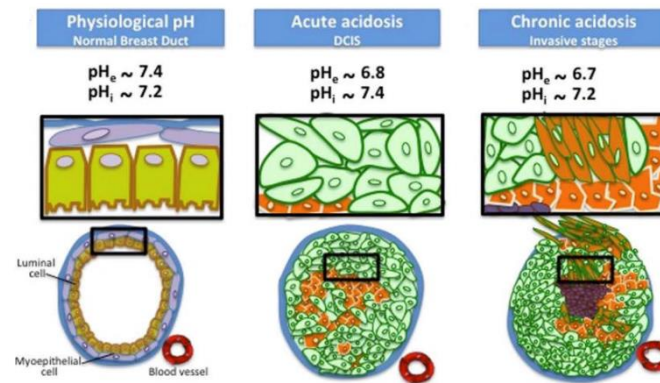 Physiological pH
Normal Breast Duct
Acute acidosis
DCIS
Chronic acidosis
Invasive stages
pHe ~ 7.4
pHi ~ 7.2
pHe ~ 6.8
pHi ~ 7.4
pHe ~ 6.7
pHi ~ 7.2
Luminal
cell
Myoepithelial
cell
Blood vessel